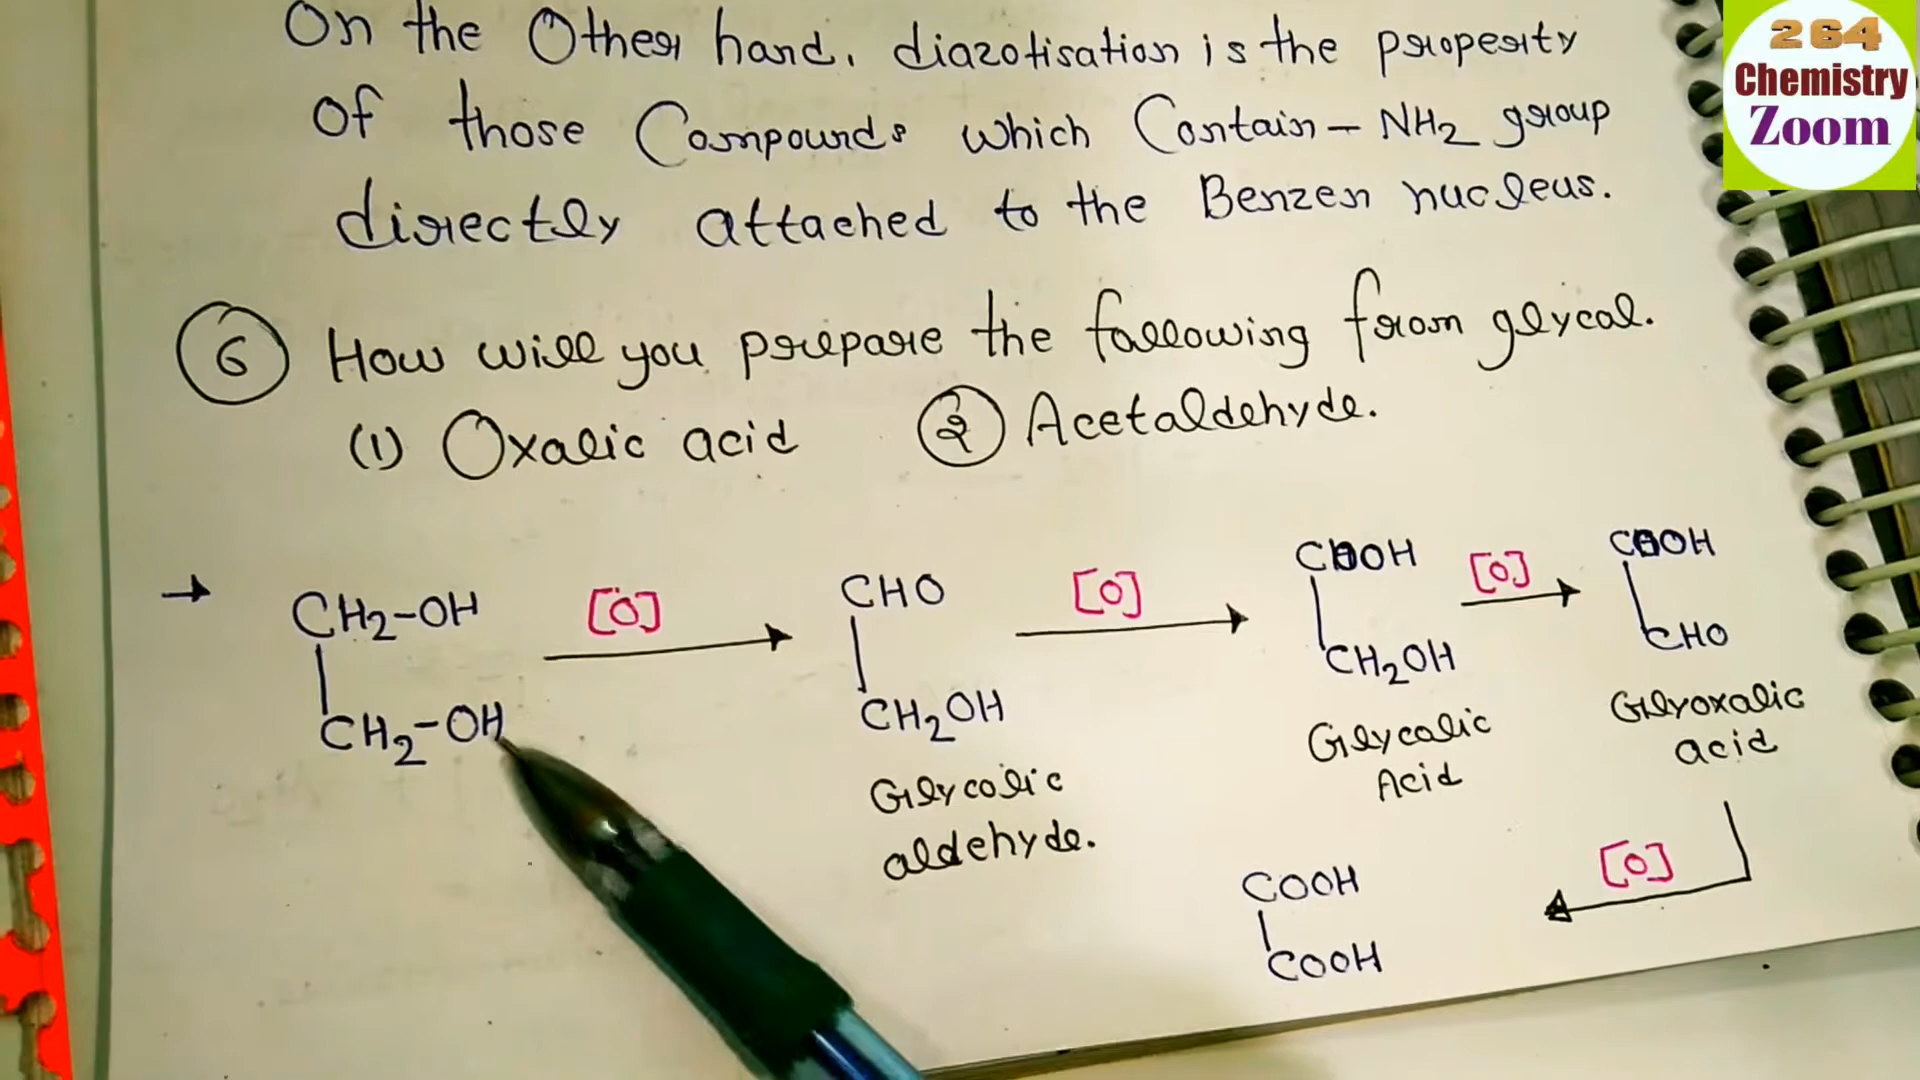 On the Other hand, diazotisation is the property
Of those Compounds which Contain - NH2 group
directly attached to the Benzen nucleus.
6 How will you prepare the following from glycol.
(1) Oxalic acid 2 Acetaldehyde.
→ CH2-OH [O] CHO [O] COOH [O] COOH
CH2-OH CH2OH CH2OH CHO
Glycolic aldehyde.
Glycolic Acid
Glyoxalic acid
[O]
COOH
COOH
264
Chemistry
Zoom